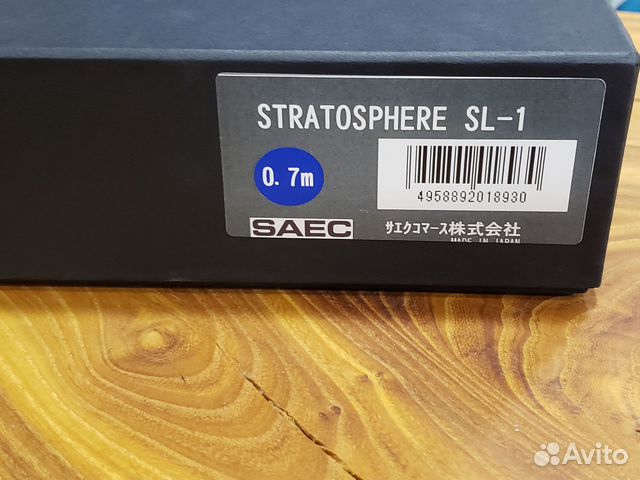 STRATOSPHERE SL-1
0.7m
4958892018930
SAEC
サエクコマース株式会社
MADE IN JAPAN
Avito